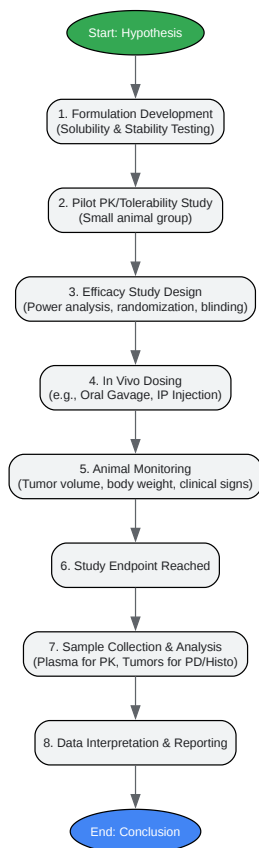 Start: Hypothesis
1. Formulation Development
(Solubility & Stability Testing)
2. Pilot PK/Tolerability Study
(Small animal group)
3. Efficacy Study Design
(Power analysis, randomization, blinding)
4. In Vivo Dosing
(e.g., Oral Gavage, IP Injection)
5. Animal Monitoring
(Tumor volume, body weight, clinical signs)
6. Study Endpoint Reached
7. Sample Collection & Analysis
(Plasma for PK, Tumors for PD/Histo)
8. Data Interpretation & Reporting
End: Conclusion